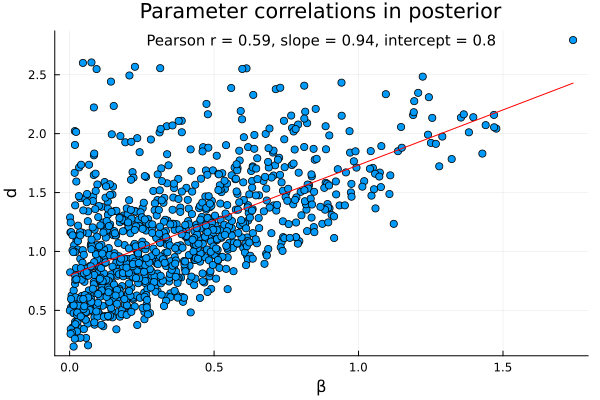 Parameter correlations in posterior
Pearson r = 0.59, slope = 0.94, intercept = 0.8
2.5
2.0
d
1.5
1.0
0.5
0.0 0.5 1.0 1.5
β